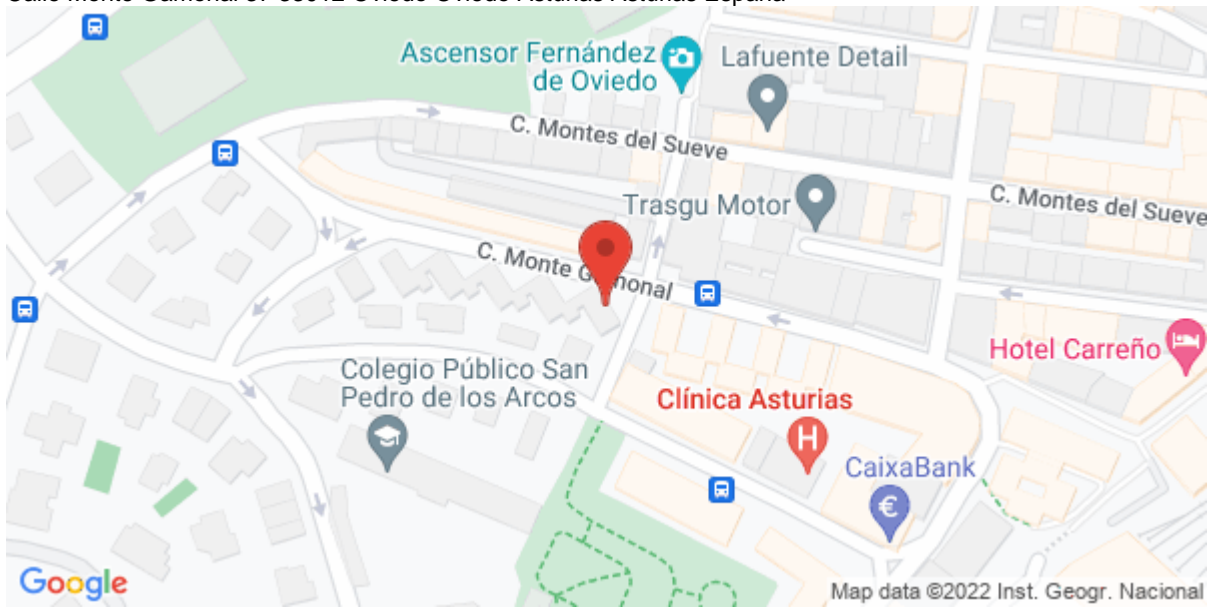 Ascensor Fernández
de Oviedo
Lafuente Detail
C. Montes del Sueve
Trasgu Motor
C. Montes del Sueve
C. Monte G
monal
Hotel Carreño
Colegio Público San
Pedro de los Arcos
Clínica Asturias
H
CaixaBank
€
Google
Map data ©2022 Inst. Geogr. Nacional